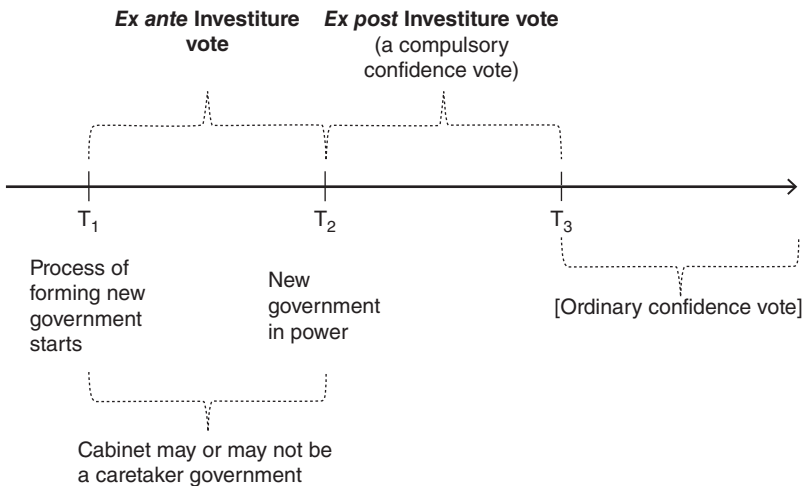 Ex ante Investiture
vote
Ex post Investiture vote
(a compulsory
confidence vote)
T1
T2
T3
Process of
forming new
government
starts
New
government
in power
[Ordinary confidence vote]
Cabinet may or may not be
a caretaker government